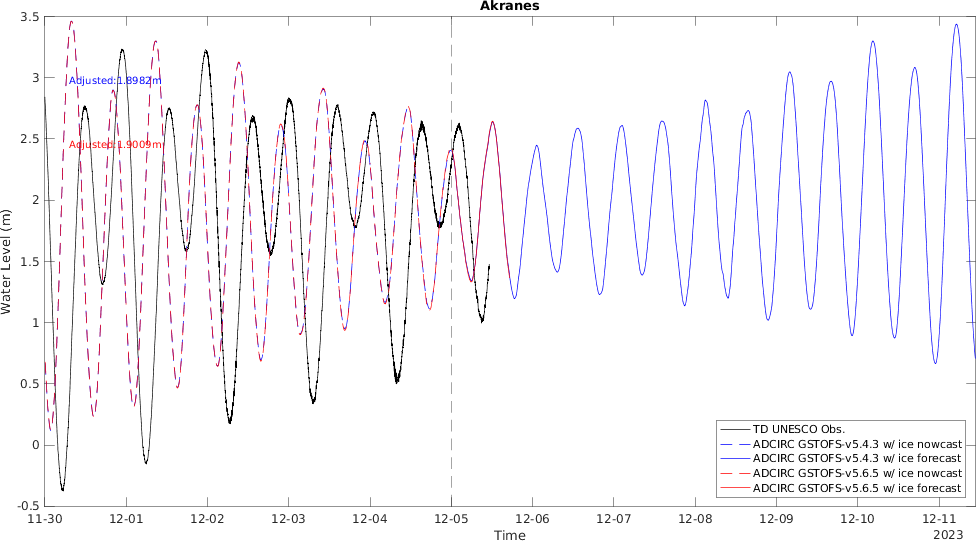 Akranes
3.5
3
2.5
2
1.5
1
0.5
0
-0.5
Water Level (m)
Adjusted:1.8982m
Adjusted:1.9009m
TD UNESCO Obs.
ADCIRC GSTOFS-v5.4.3 w/ ice nowcast
ADCIRC GSTOFS-v5.4.3 w/ ice forecast
ADCIRC GSTOFS-v5.6.5 w/ ice nowcast
ADCIRC GSTOFS-v5.6.5 w/ ice forecast
11-30 12-01 12-02 12-03 12-04 12-05 12-06 12-07 12-08 12-09 12-10 12-11
Time
2023